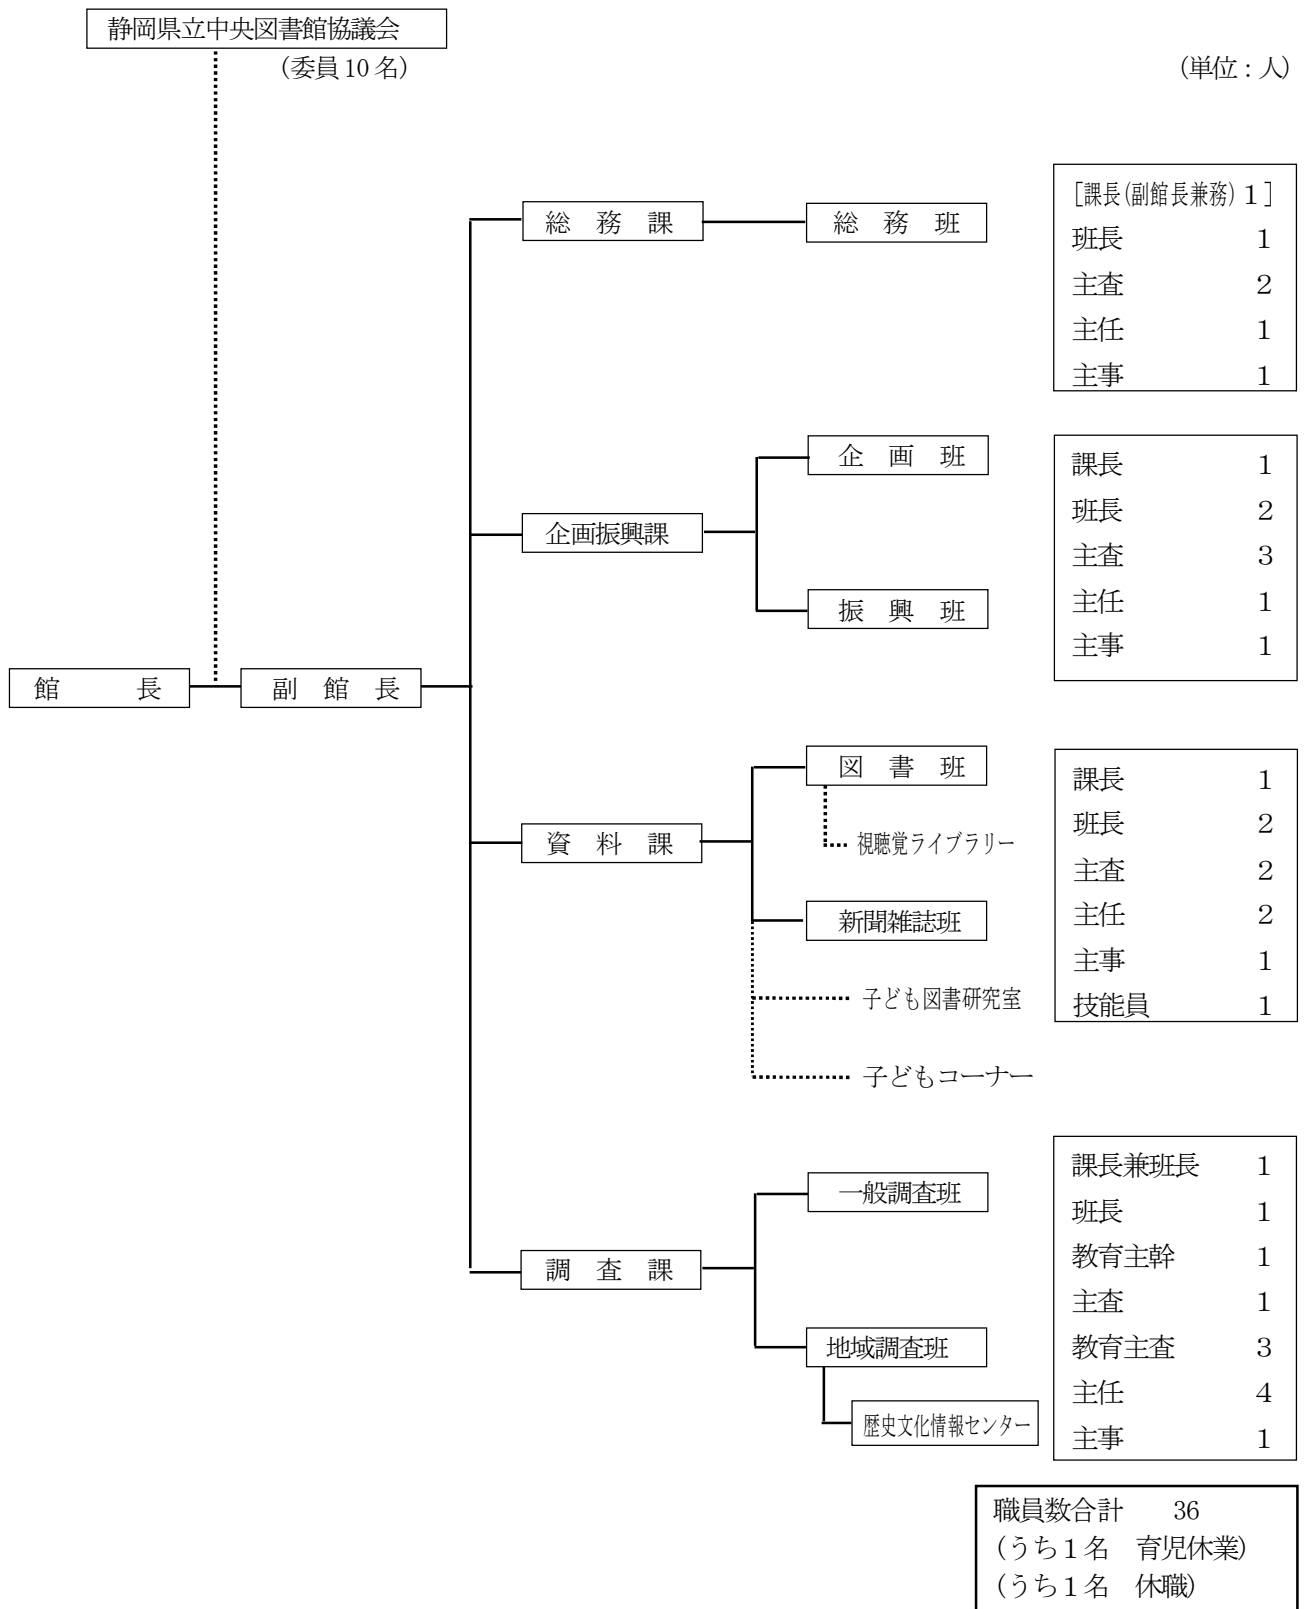 静岡県立中央図書館協議会
（委員10名）
（単位：人）
総務課
総務班
［課長(副館長兼務)１］
班長 １
主査 ２
主任 １
主事 １
企画振興課
企画班
振興班
課長 １
班長 ２
主査 ３
主任 １
主事 １
館長
副館長
資料課
図書班
視聴覚ライブラリー
新聞雑誌班
子ども図書研究室
子どもコーナー
課長 １
班長 ２
主査 ２
主任 ２
主事 １
技能員 １
調査課
一般調査班
地域調査班
歴史文化情報センター
課長兼班長 １
班長 １
教育主幹 １
主査 １
教育主査 ３
主任 ４
主事 １
職員数合計 36
（うち１名 育児休業）
（うち１名 休職）